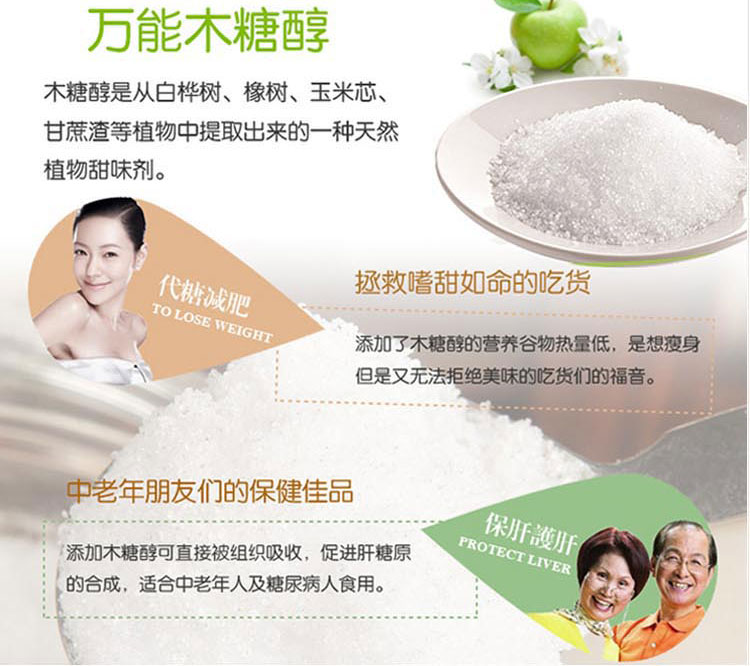 万能木糖醇
木糖醇是从白桦树、橡树、玉米芯、
甘蔗渣等植物中提取出来的一种天然
植物甜味剂。
代糖減肥
TO LOSE WEIGHT
拯救嗜甜如命的吃货
添加了木糖醇的营养谷物热量低，是想瘦身
但是又无法拒绝美味的吃货们的福音。
中老年朋友们的保健佳品
添加木糖醇可直接被组织吸收，促进肝糖原
的合成，适合中老年人及糖尿病人食用。
保肝護肝
PROTECT LIVER